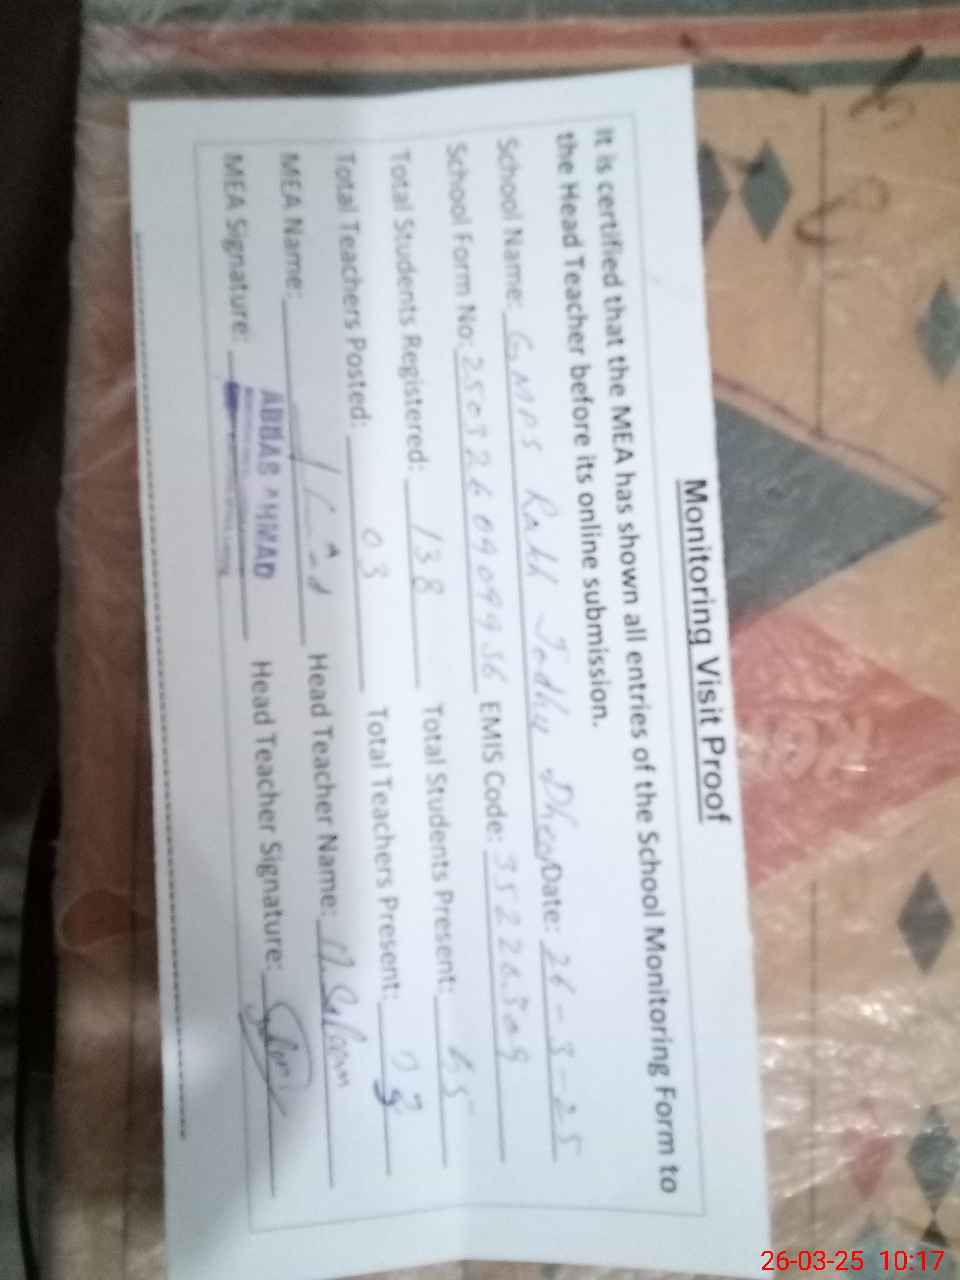 Monitoring Visit Proof
It is certified that the MEA has shown all entries of the School Monitoring Form to
the Head Teacher before its online submission.
School Name: GMPS Rakh Jadhu Date: 26-3-25
School Form No: EMIS Code: 35226309
Total Students Registered: 138 Total Students Present:
Total Teachers Posted: 03 Total Teachers Present: 03
MEA Name: Head Teacher Name: M. Saleem
MEA Signature: ABBAS AHMAD Head Teacher Signature:
26-03-25 10:17